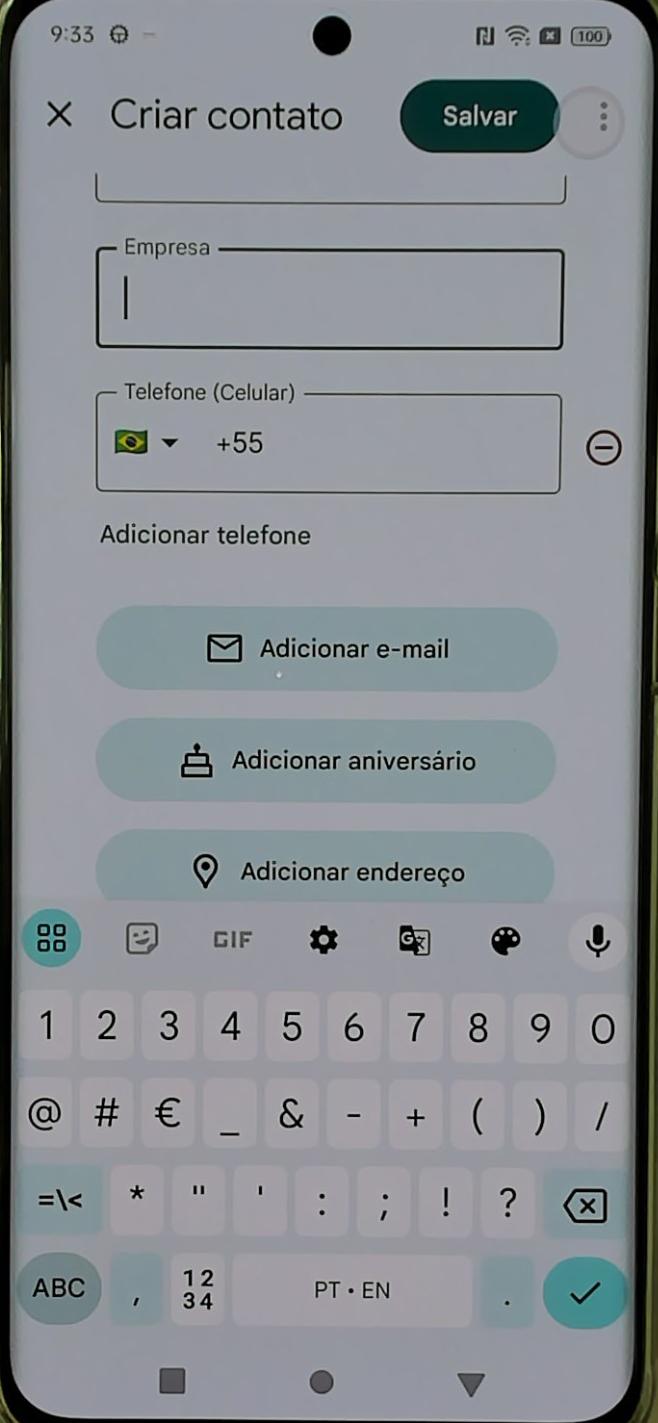 9:33
100
Criar contato
Salvar
Empresa
Telefone (Celular)
+55
Adicionar telefone
Adicionar e-mail
Adicionar aniversário
Adicionar endereço
GIF
1 2 3 4 5 6 7 8 9 0
@ # € _ & - + ( ) /
=\< * " ' : ; ! ?
ABC , 12 34 PT • EN .